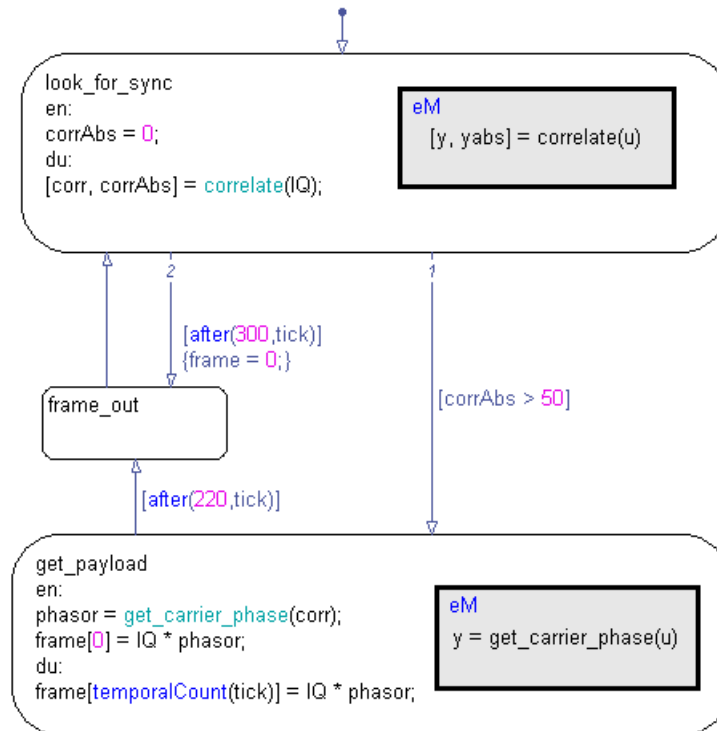 look_for_sync
en:
corrAbs = 0;
du:
[corr, corrAbs] = correlate(IQ);
eM
[y, yabs] = correlate(u)
2
1
[after(300,tick)]
{frame = 0;}
[corrAbs > 50]
frame_out
[after(220,tick)]
get_payload
en:
phasor = get_carrier_phase(corr);
frame[0] = IQ * phasor;
du:
frame[temporalCount(tick)] = IQ * phasor;
eM
y = get_carrier_phase(u)